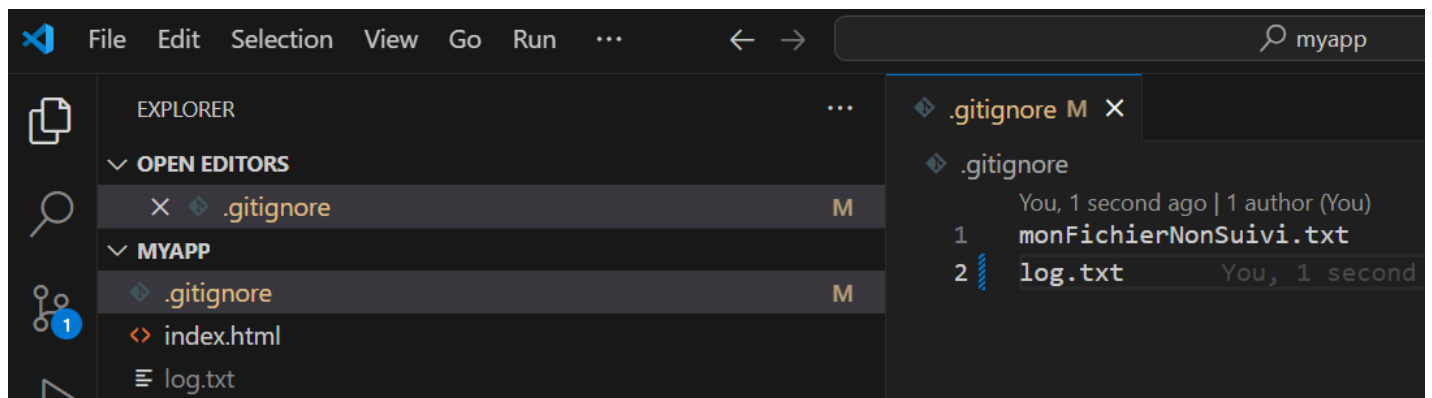 File Edit Selection View Go Run ··· myapp
EXPLORER ···
OPEN EDITORS
.gitignore M
MYAPP
.gitignore M
index.html
log.txt
1
.gitignore M
.gitignore
You, 1 second ago | 1 author (You)
1 monFichierNonSuivi.txt
2 log.txt You, 1 second